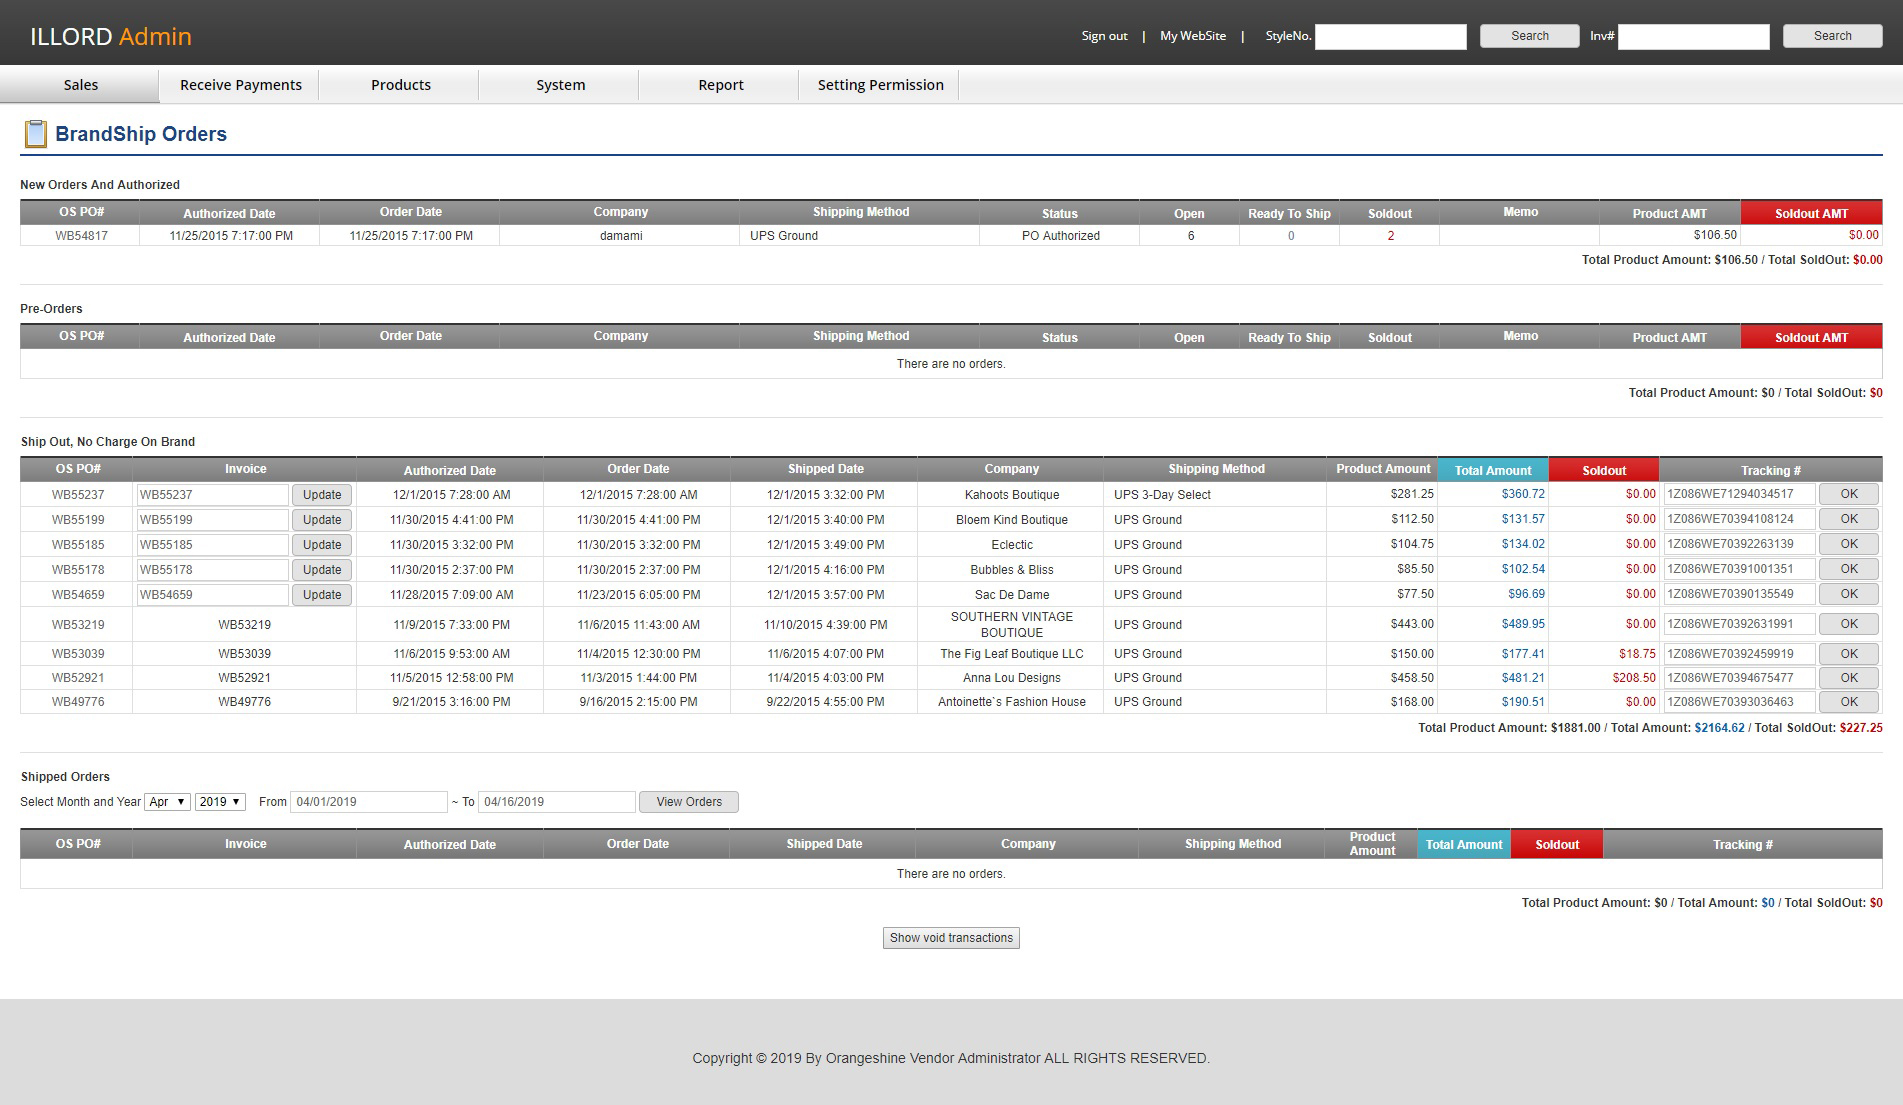 ILLORD Admin
Sign out | My WebSite | StyleNo. Search Inv# Search
Sales Receive Payments Products System Report Setting Permission
BrandShip Orders
New Orders And Authorized
OS PO# Authorized Date Order Date Company Shipping Method Status Open Ready To Ship Soldout Memo Product AMT Soldout AMT
WB54817 11/25/2015 7:17:00 PM 11/25/2015 7:17:00 PM damami UPS Ground PO Authorized 6 0 2 $106.50 $0.00
Total Product Amount: $106.50 / Total SoldOut: $0.00
Pre-Orders
OS PO# Authorized Date Order Date Company Shipping Method Status Open Ready To Ship Soldout Memo Product AMT Soldout AMT
There are no orders.
Total Product Amount: $0 / Total SoldOut: $0
Ship Out, No Charge On Brand
OS PO# Invoice Authorized Date Order Date Shipped Date Company Shipping Method Product Amount Total Amount Soldout Tracking #
WB55237 WB55237 Update 12/1/2015 7:28:00 AM 12/1/2015 7:28:00 AM 12/1/2015 3:32:00 PM Kahoots Boutique UPS 3-Day Select $281.25 $360.72 $0.00 1Z086WE71294034517 OK
WB55199 WB55199 Update 11/30/2015 4:41:00 PM 11/30/2015 4:41:00 PM 12/1/2015 3:40:00 PM Bloem Kind Boutique UPS Ground $112.50 $131.57 $0.00 1Z086WE70394108124 OK
WB55185 WB55185 Update 11/30/2015 3:32:00 PM 11/30/2015 3:32:00 PM 12/1/2015 3:49:00 PM Eclectic UPS Ground $104.75 $134.02 $0.00 1Z086WE70392263139 OK
WB55178 WB55178 Update 11/30/2015 2:37:00 PM 11/30/2015 2:37:00 PM 12/1/2015 4:16:00 PM Bubbles & Bliss UPS Ground $85.50 $102.54 $0.00 1Z086WE70391001351 OK
WB54659 WB54659 Update 11/28/2015 7:09:00 AM 11/23/2015 6:05:00 PM 12/1/2015 3:57:00 PM Sac De Dame UPS Ground $77.50 $96.69 $0.00 1Z086WE70390135549 OK
WB53219 WB53219 11/9/2015 7:33:00 PM 11/6/2015 11:43:00 AM 11/10/2015 4:39:00 PM SOUTHERN VINTAGE BOUTIQUE UPS Ground $443.00 $489.95 $0.00 1Z086WE70392631991 OK
WB53039 WB53039 11/6/2015 9:53:00 AM 11/4/2015 12:30:00 PM 11/6/2015 4:07:00 PM The Fig Leaf Boutique LLC UPS Ground $150.00 $177.41 $18.75 1Z086WE70392459919 OK
WB52921 WB52921 11/5/2015 12:58:00 PM 11/3/2015 1:44:00 PM 11/4/2015 4:03:00 PM Anna Lou Designs UPS Ground $458.50 $481.21 $208.50 1Z086WE70394675477 OK
WB49776 WB49776 9/21/2015 3:16:00 PM 9/16/2015 2:15:00 PM 9/22/2015 4:55:00 PM Antoinette`s Fashion House UPS Ground $168.00 $190.51 $0.00 1Z086WE70393036463 OK
Total Product Amount: $1881.00 / Total Amount: $2164.62 / Total SoldOut: $227.25
Shipped Orders
Select Month and Year Apr ▼ 2019 ▼ From 04/01/2019 ~ To 04/16/2019 View Orders
OS PO# Invoice Authorized Date Order Date Shipped Date Company Shipping Method Product Amount Total Amount Soldout Tracking #
There are no orders.
Total Product Amount: $0 / Total Amount: $0 / Total SoldOut: $0
Show void transactions
Copyright © 2019 By Orangeshine Vendor Administrator ALL RIGHTS RESERVED.